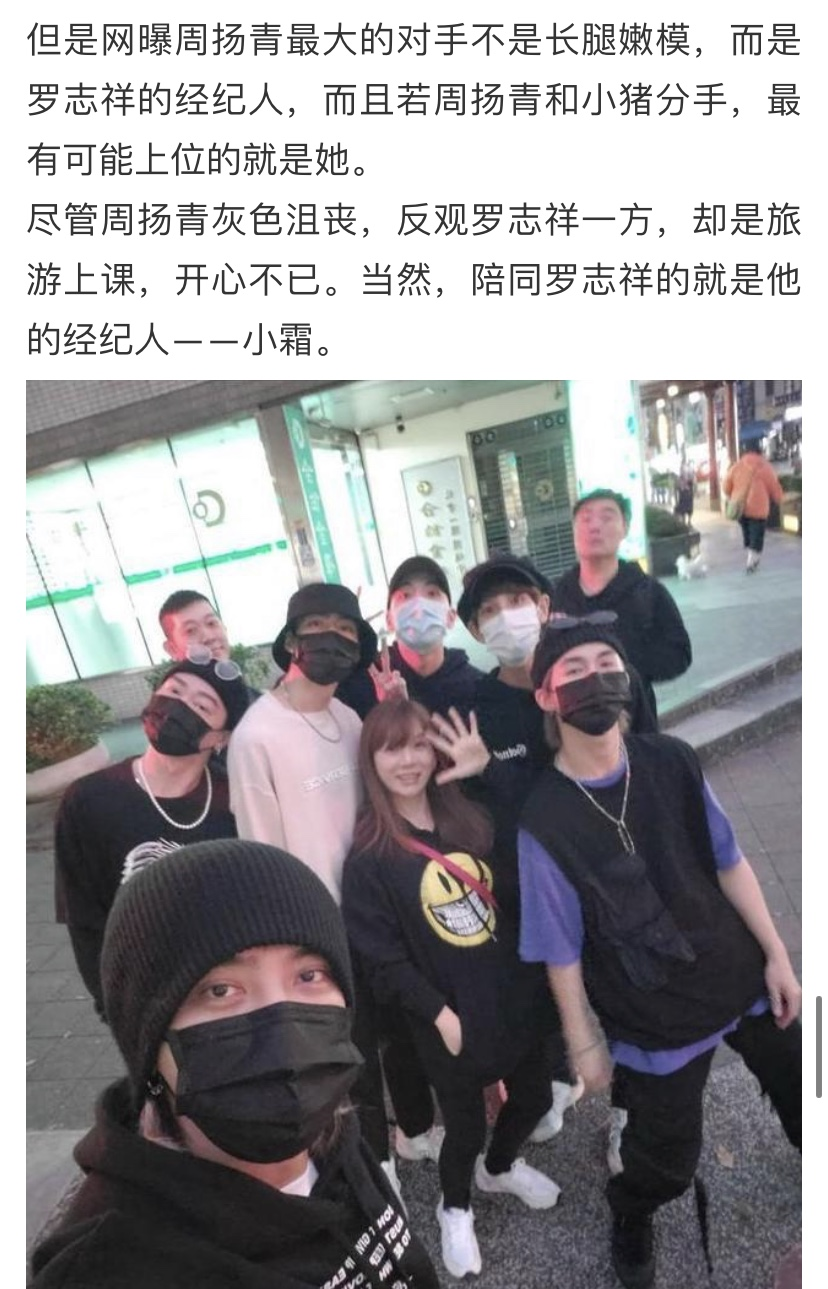 但是网曝周扬青最大的对手不是长腿嫩模，而是
罗志祥的经纪人，而且若周扬青和小猪分手，最
有可能上位的就是她。
尽管周扬青灰色沮丧，反观罗志祥一方，却是旅
游上课，开心不已。当然，陪同罗志祥的就是他
的经纪人——小霜。